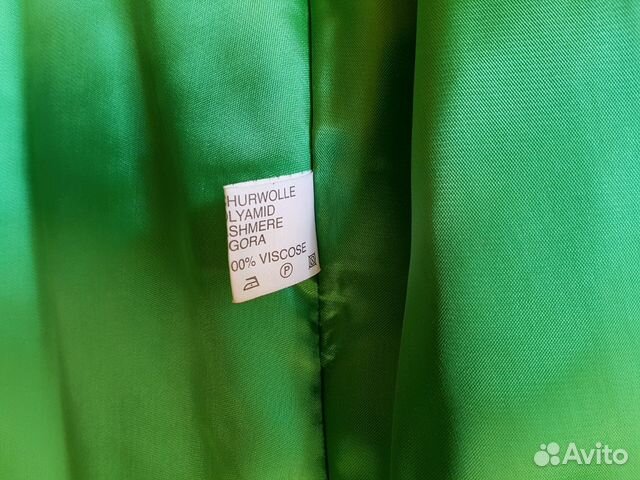 HURWOLLE
LYAMID
SHMERE
GORA
00% VISCOSE
P
Avito